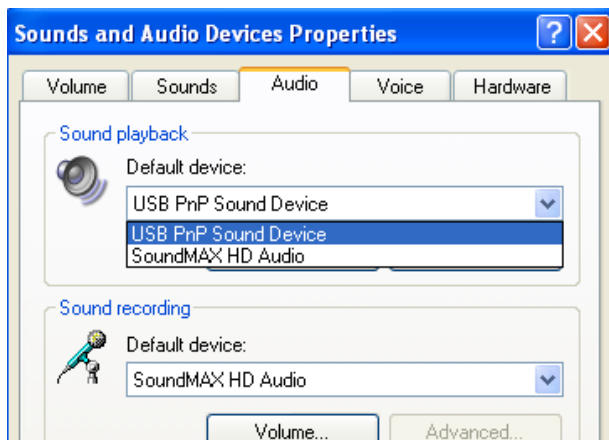 Sounds and Audio Devices Properties
Volume Sounds Audio Voice Hardware
Sound playback
Default device:
USB PnP Sound Device
USB PnP Sound Device
SoundMAX HD Audio
Sound recording
Default device:
SoundMAX HD Audio
Volume... Advanced...